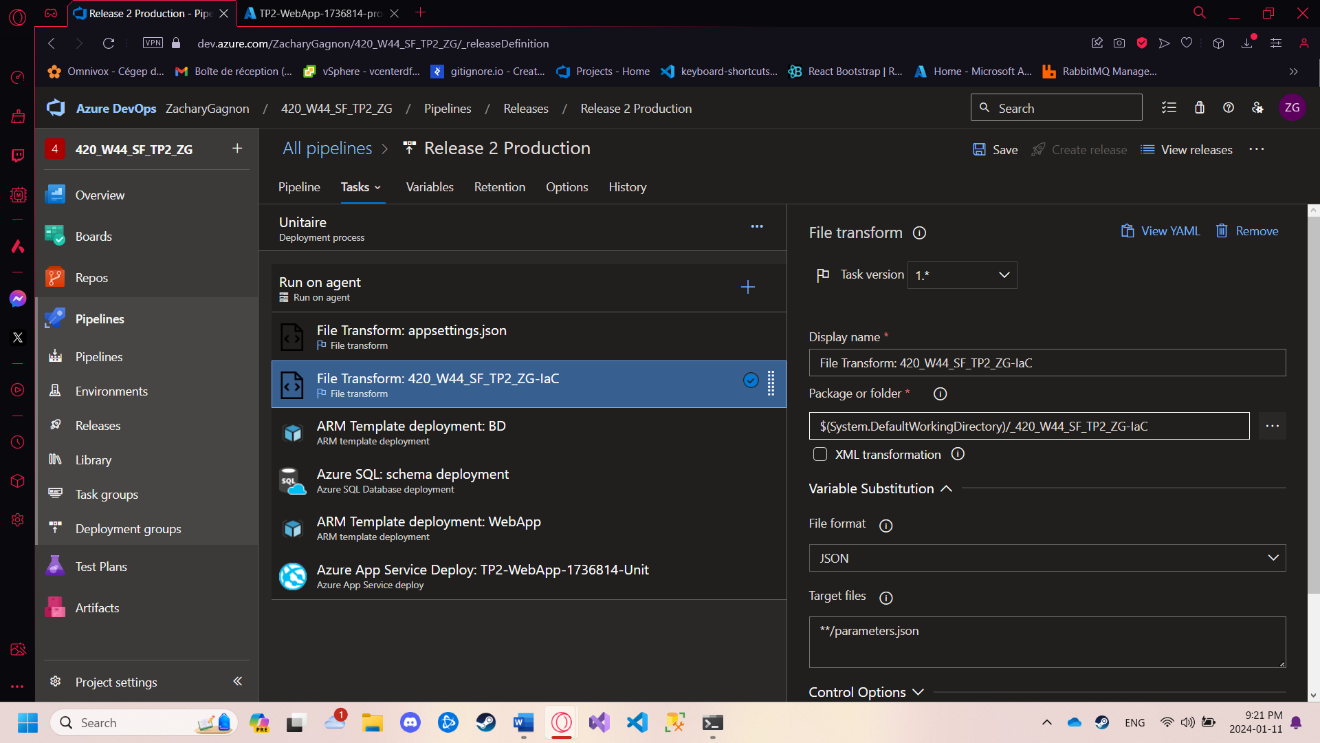 Release 2 Production - Pipe
TP2-WebApp-1736814-pro
VPN
dev.azure.com/ZacharyGagnon/420_W44_SF_TP2_ZG/_releaseDefinition
Omnivox - Cégep d...
Boîte de réception (...
vSphere - vcenterdf...
gitignore.io - Creat...
Projects - Home
keyboard-shortcuts...
React Bootstrap | R...
Home - Microsoft A...
RabbitMQ Manage...
Azure DevOps ZacharyGagnon / 420_W44_SF_TP2_ZG / Pipelines / Releases / Release 2 Production
Search
ZG
4 420_W44_SF_TP2_ZG
Overview
Boards
Repos
Pipelines
Pipelines
Environments
Releases
Library
Task groups
Deployment groups
Test Plans
Artifacts
Project settings
All pipelines > Release 2 Production
Save
Create release
View releases
Pipeline
Tasks
Variables
Retention
Options
History
Unitaire
Deployment process
Run on agent
Run on agent
File Transform: appsettings.json
File transform
File Transform: 420_W44_SF_TP2_ZG-IaC
File transform
ARM Template deployment: BD
ARM template deployment
Azure SQL: schema deployment
SQL
Azure SQL Database deployment
ARM Template deployment: WebApp
ARM template deployment
Azure App Service Deploy: TP2-WebApp-1736814-Unit
Azure App Service deploy
File transform
View YAML
Remove
Task version 1.*
Display name *
File Transform: 420_W44_SF_TP2_ZG-IaC
Package or folder *
$(System.DefaultWorkingDirectory)/_420_W44_SF_TP2_ZG-IaC
XML transformation
Variable Substitution
File format
JSON
Target files
**/parameters.json
Control Options
Search
PRE
1
ENG
9:21 PM
2024-01-11